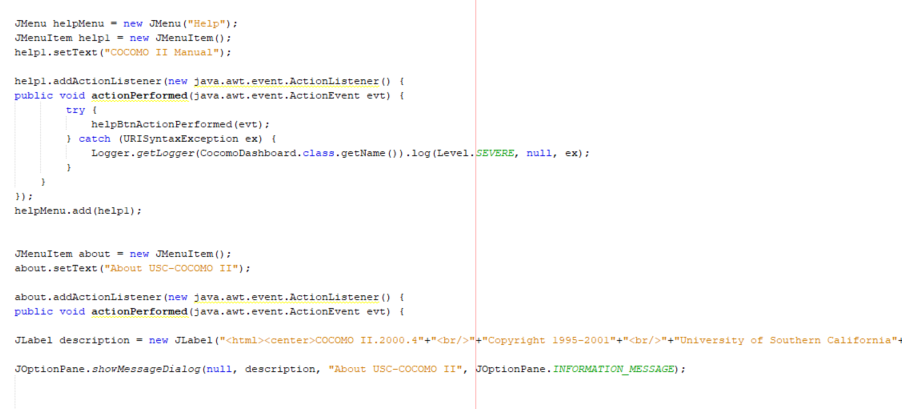 JMenu helpMenu = new JMenu("Help");
JMenuItem help1 = new JMenuItem();
help1.setText("COCOMO II Manual");
help1.addActionListener(new java.awt.event.ActionListener() {
public void actionPerformed(java.awt.event.ActionEvent evt) {
try {
helpBtnActionPerformed(evt);
} catch (URISyntaxException ex) {
Logger.getLogger(CocomoDashboard.class.getName()).log(Level.SEVERE, null, ex);
}
}
});
helpMenu.add(help1);
JMenuItem about = new JMenuItem();
about.setText("About USC-COCOMO II");
about.addActionListener(new java.awt.event.ActionListener() {
public void actionPerformed(java.awt.event.ActionEvent evt) {
JLabel description = new JLabel("<html><center>COCOMO II.2000.4"+"<br/>"+"Copyright 1995-2001"+"<br/>"+"University of Southern California"+
JOptionPane.showMessageDialog(null, description, "About USC-COCOMO II", JOptionPane.INFORMATION_MESSAGE);